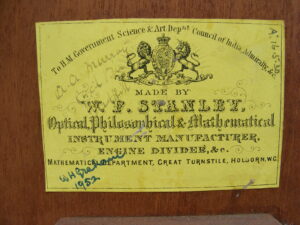 To H.M. Government Science & Art Depnt Council of India, Admiralty, &c.
MADE BY
W. F. STANLEY,
Optical, Philosophical & Mathematical
INSTRUMENT MANUFACTURER,
ENGINE DIVIDER, &c.
MATHEMATICAL DEPARTMENT, GREAT TURNSTILE, HOLBORN. W.C.
1952